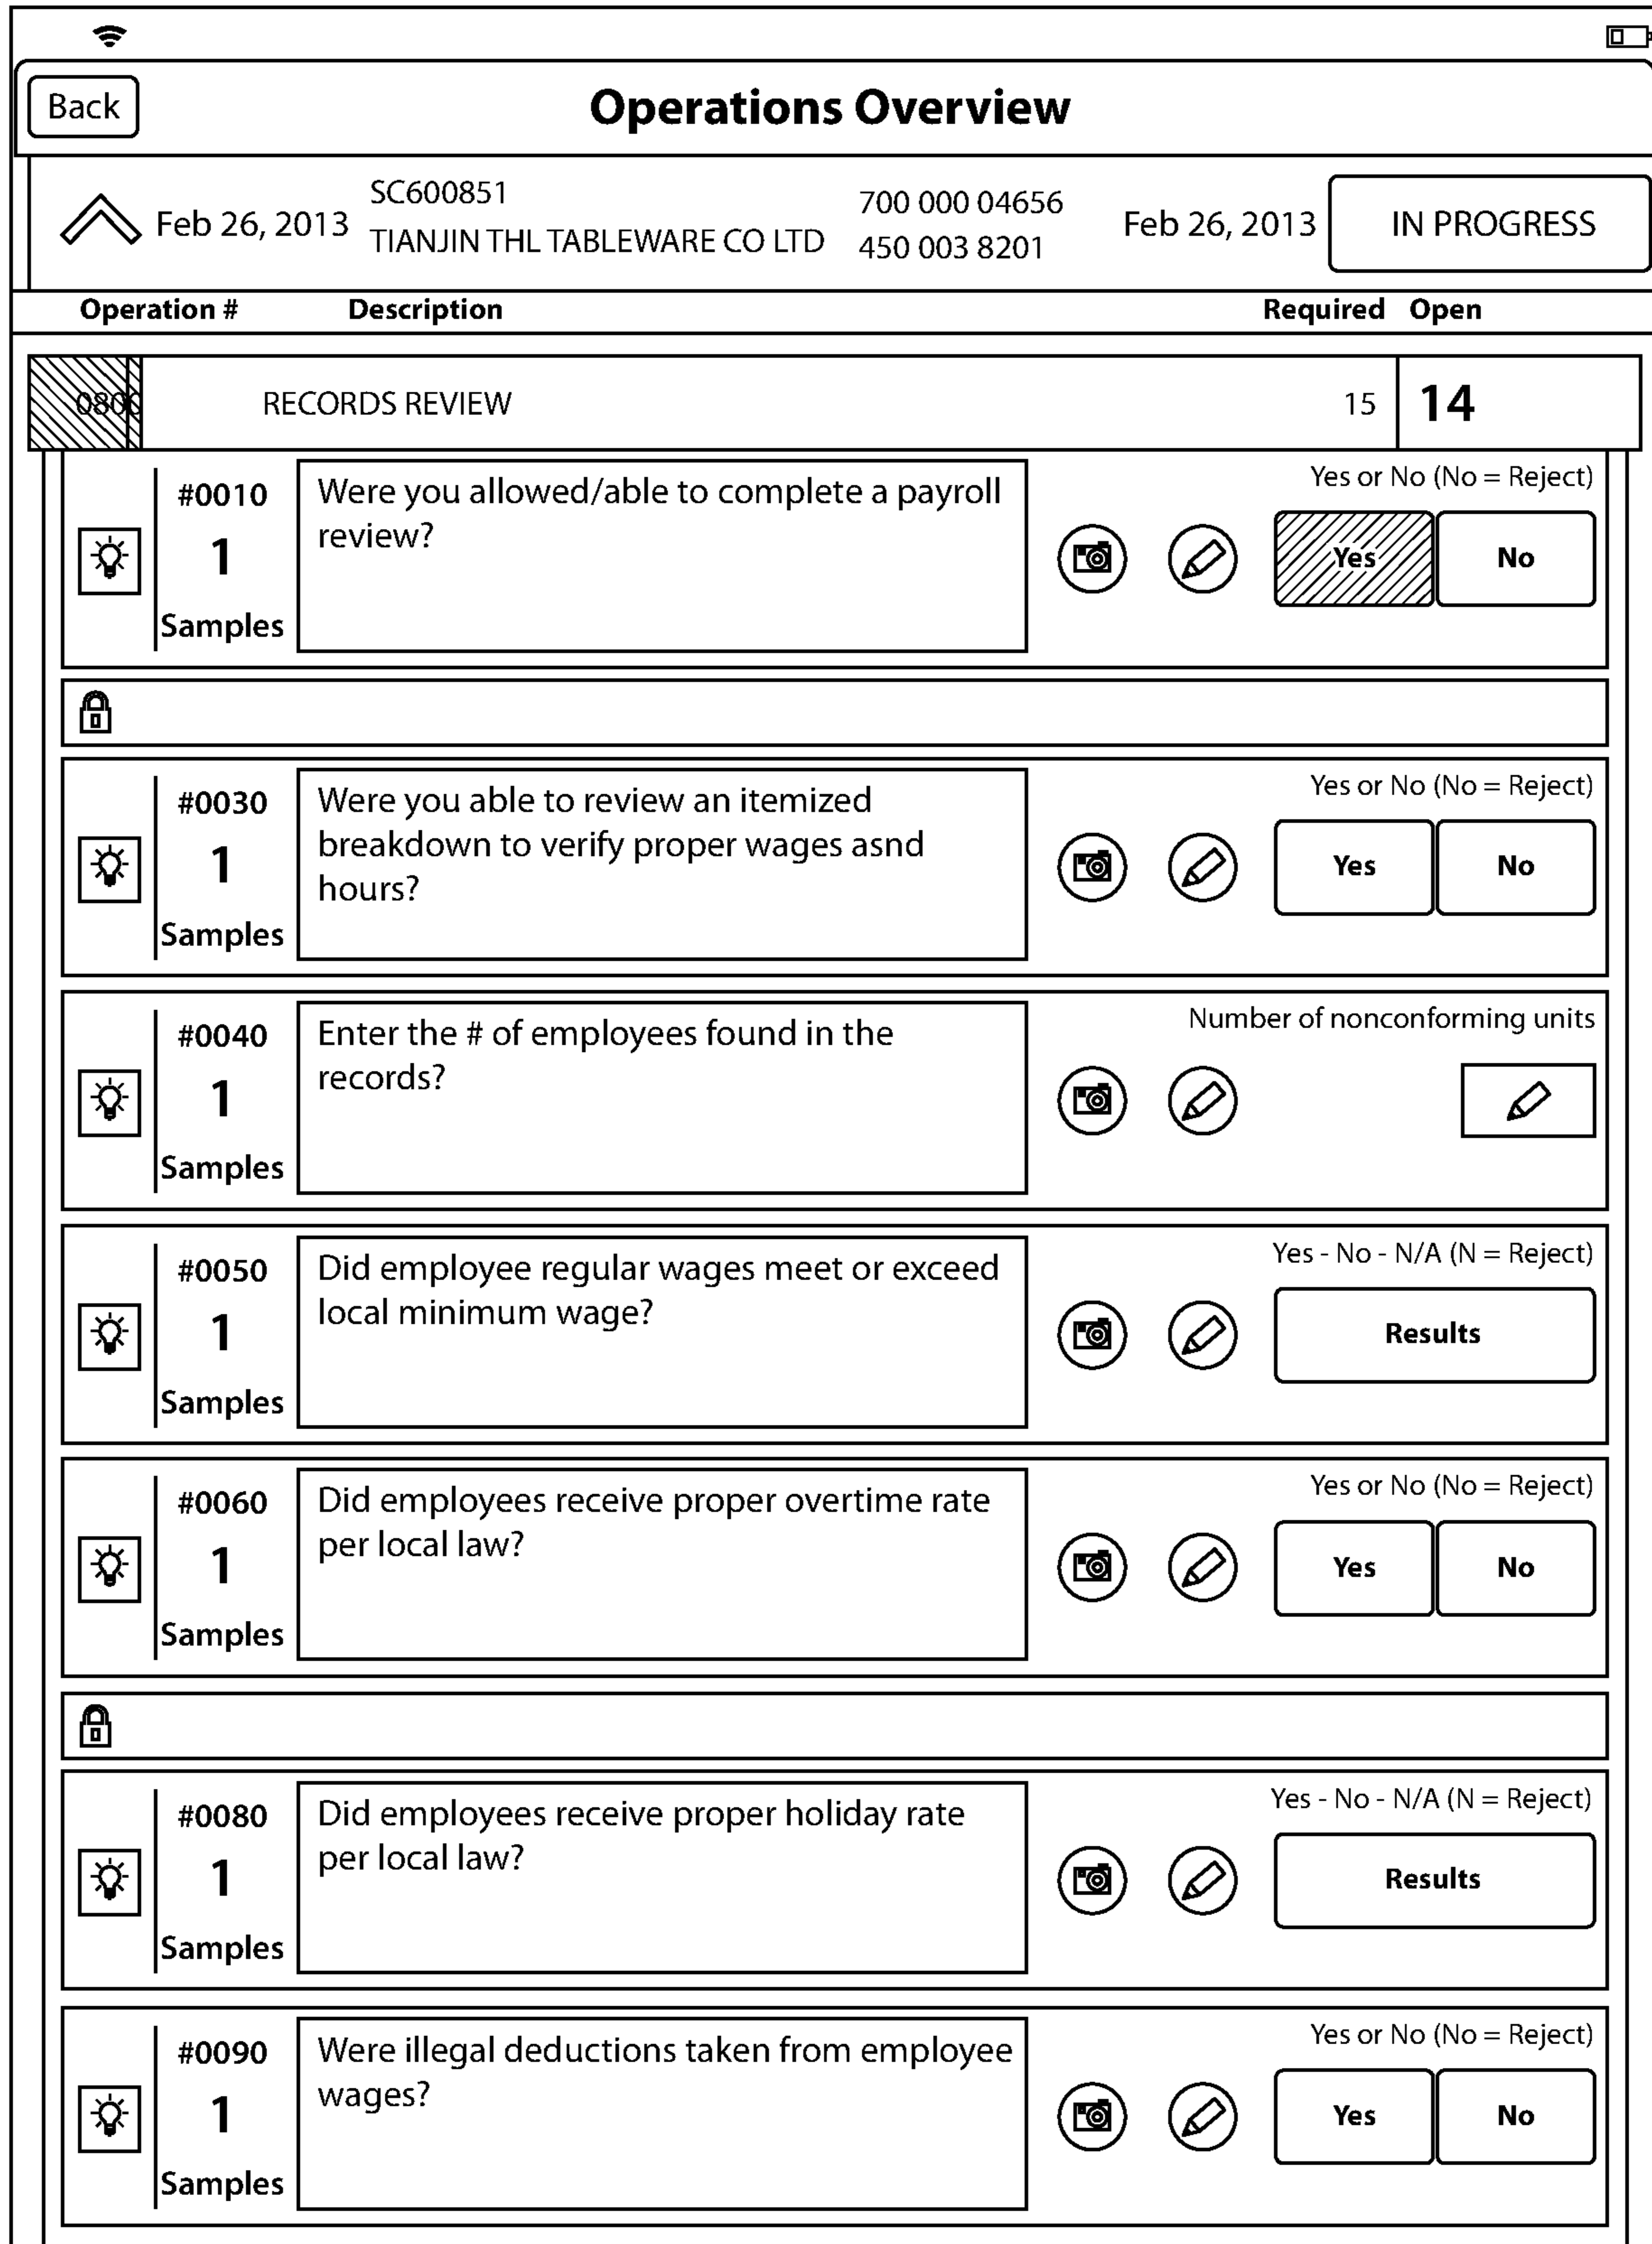 Back
Operations Overview
Feb 26, 2013
SC600851
TIANJIN THL TABLEWARE CO LTD
700 000 04656
450 003 8201
Feb 26, 2013
IN PROGRESS
Operation #
Description
Required
Open
0800
RECORDS REVIEW
15
14
#0010
1
Samples
Were you allowed/able to complete a payroll
review?
Yes or No (No = Reject)
Yes
No
#0030
1
Samples
Were you able to review an itemized
breakdown to verify proper wages asnd
hours?
Yes or No (No = Reject)
Yes
No
#0040
1
Samples
Enter the # of employees found in the
records?
Number of nonconforming units
#0050
1
Samples
Did employee regular wages meet or exceed
local minimum wage?
Yes - No - N/A (N = Reject)
Results
#0060
1
Samples
Did employees receive proper overtime rate
per local law?
Yes or No (No = Reject)
Yes
No
#0080
1
Samples
Did employees receive proper holiday rate
per local law?
Yes - No - N/A (N = Reject)
Results
#0090
1
Samples
Were illegal deductions taken from employee
wages?
Yes or No (No = Reject)
Yes
No